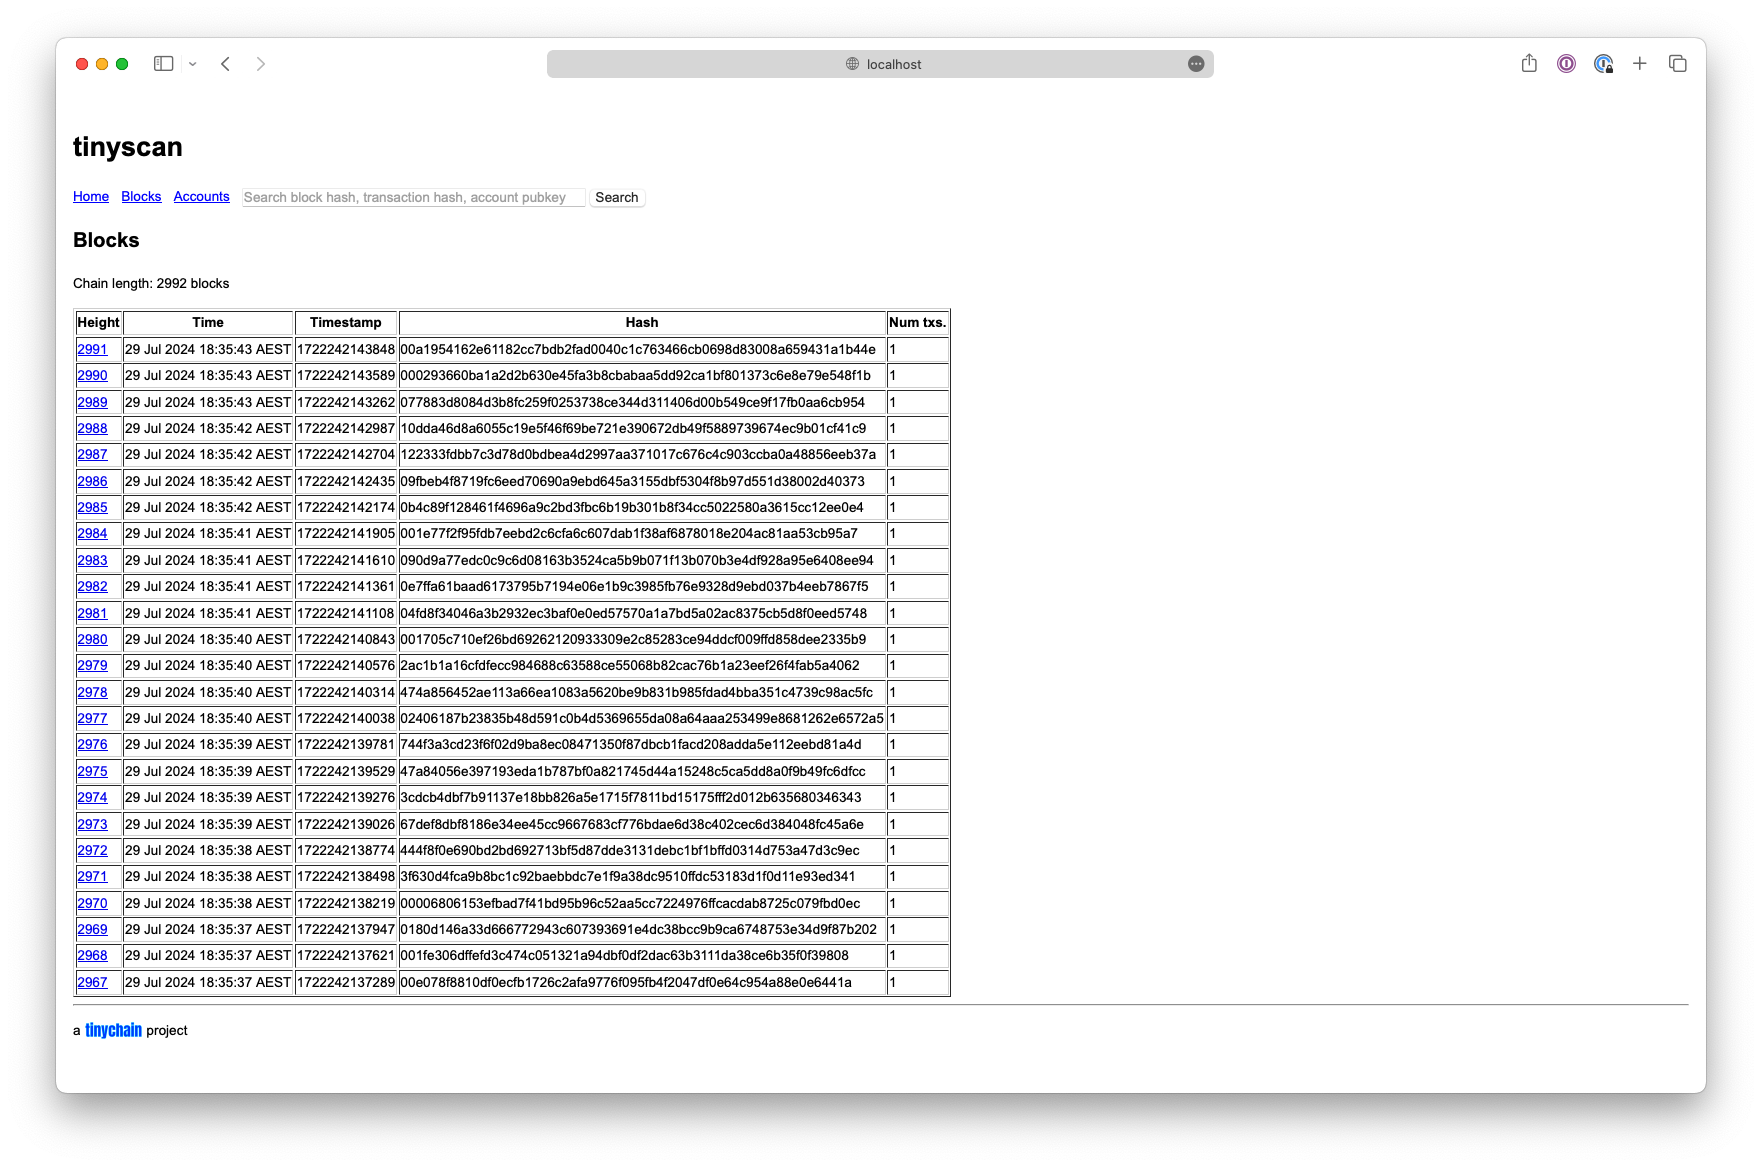 localhost
tinyscan
Home Blocks Accounts Search block hash, transaction hash, account pubkey Search
Blocks
Chain length: 2992 blocks
Height Time Timestamp Hash Num txs.
2991 29 Jul 2024 18:35:43 AEST 1722242143848 00a1954162e61182cc7bdb2fad0040c1c763466cb0698d83008a659431a1b44e 1
2990 29 Jul 2024 18:35:43 AEST 1722242143589 000293660ba1a2d2b630e45fa3b8cbabaa5dd92ca1bf801373c6e8e79e548f1b 1
2989 29 Jul 2024 18:35:43 AEST 1722242143262 077883d8084d3b8fc259f0253738ce344d311406d00b549ce9f17fb0aa6cb954 1
2988 29 Jul 2024 18:35:42 AEST 1722242142987 10dda46d8a6055c19e5f46f69be721e390672db49f5889739674ec9b01cf41c9 1
2987 29 Jul 2024 18:35:42 AEST 1722242142704 122333fdbb7c3d78d0bdbea4d2997aa371017c676c4c903ccba0a48856eeb37a 1
2986 29 Jul 2024 18:35:42 AEST 1722242142435 09fbeb4f8719fc6eed70690a9ebd645a3155dbf5304f8b97d551d38002d40373 1
2985 29 Jul 2024 18:35:42 AEST 1722242142174 0b4c89f128461f4696a9c2bd3fbc6b19b301b8f34cc5022580a3615cc12ee0e4 1
2984 29 Jul 2024 18:35:41 AEST 1722242141905 001e77f2f95fdb7eebd2c6cfa6c607dab1f38af6878018e204ac81aa53cb95a7 1
2983 29 Jul 2024 18:35:41 AEST 1722242141610 090d9a77edc0c9c6d08163b3524ca5b9b071f13b070b3e4df928a95e6408ee94 1
2982 29 Jul 2024 18:35:41 AEST 1722242141361 0e7ffa61baad6173795b7194e06e1b9c3985fb76e9328d9ebd037b4eeb7867f5 1
2981 29 Jul 2024 18:35:41 AEST 1722242141108 04fd8f34046a3b2932ec3baf0e0ed57570a1a7bd5a02ac8375cb5d8f0eed5748 1
2980 29 Jul 2024 18:35:40 AEST 1722242140843 001705c710ef26bd69262120933309e2c85283ce94ddcf009ffd858dee2335b9 1
2979 29 Jul 2024 18:35:40 AEST 1722242140576 2ac1b1a16cfdfecc984688c63588ce55068b82cac76b1a23eef26f4fab5a4062 1
2978 29 Jul 2024 18:35:40 AEST 1722242140314 474a856452ae113a66ea1083a5620be9b831b985fdad4bba351c4739c98ac5fc 1
2977 29 Jul 2024 18:35:40 AEST 1722242140038 02406187b23835b48d591c0b4d5369655da08a64aaa253499e8681262e6572a5 1
2976 29 Jul 2024 18:35:39 AEST 1722242139781 744f3a3cd23f6f02d9ba8ec08471350f87dbcb1facd208adda5e112eebd81a4d 1
2975 29 Jul 2024 18:35:39 AEST 1722242139529 47a84056e397193eda1b787bf0a821745d44a15248c5ca5dd8a0f9b49fc6dfcc 1
2974 29 Jul 2024 18:35:39 AEST 1722242139276 3cdcb4dbf7b91137e18bb826a5e1715f7811bd15175fff2d012b635680346343 1
2973 29 Jul 2024 18:35:39 AEST 1722242139026 67def8dbf8186e34ee45cc9667683cf776bdae6d38c402cec6d384048fc45a6e 1
2972 29 Jul 2024 18:35:38 AEST 1722242138774 444f8f0e690bd2bd692713bf5d87dde3131debc1bf1bffd0314d753a47d3c9ec 1
2971 29 Jul 2024 18:35:38 AEST 1722242138498 3f630d4fca9b8bc1c92baebbdc7e1f9a38dc9510ffdc53183d1f0d11e93ed341 1
2970 29 Jul 2024 18:35:38 AEST 1722242138219 00006806153efbad7f41bd95b96c52aa5cc7224976ffcacdab8725c079fbd0ec 1
2969 29 Jul 2024 18:35:37 AEST 1722242137947 0180d146a33d666772943c607393691e4dc38bcc9b9ca6748753e34d9f87b202 1
2968 29 Jul 2024 18:35:37 AEST 1722242137621 001fe306dffefd3c474c051321a94dbf0df2dac63b3111da38ce6b35f0f39808 1
2967 29 Jul 2024 18:35:37 AEST 1722242137289 00e078f8810df0ecfb1726c2afa9776f095fb4f2047df0e64c954a88e0e6441a 1
a tinychain project